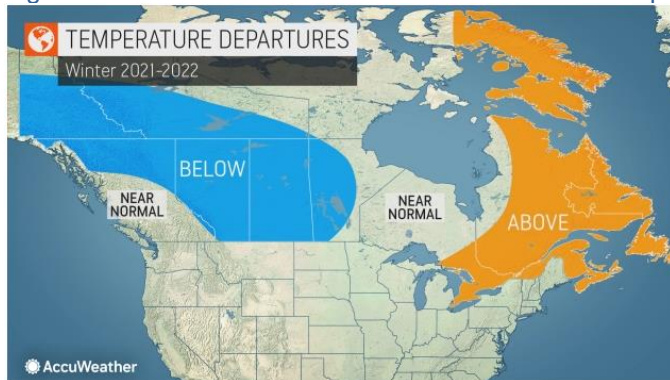 TEMPERATURE DEPARTURES
Winter 2021-2022
BELOW
NEAR
NORMAL
NEAR
NORMAL
ABOVE
AccuWeather